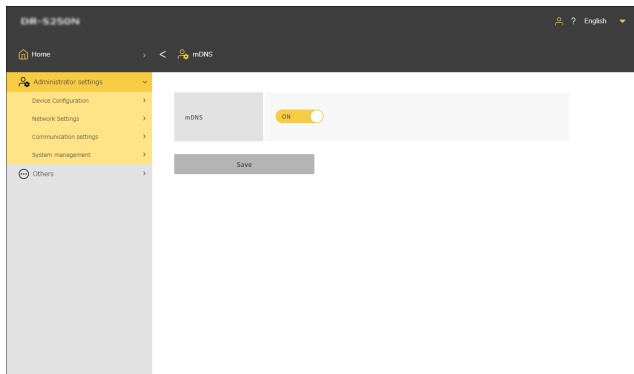 DR-S250N
? English
Home
< mDNS
Administrator settings
Device Configuration
Network Settings
Communication settings
System management
Others
mDNS
ON
Save